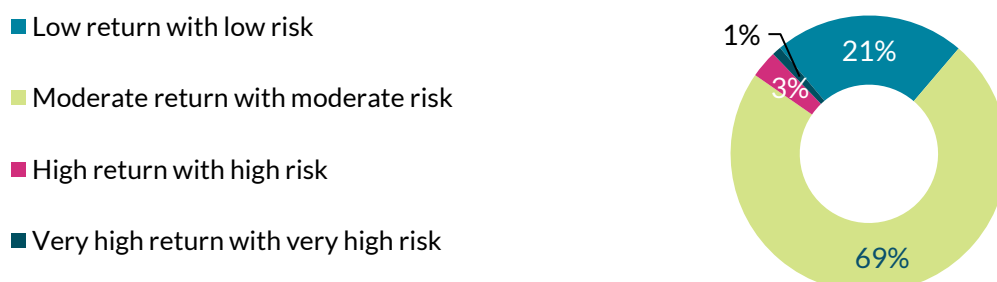 Low return with low risk
Moderate return with moderate risk
High return with high risk
Very high return with very high risk
1%
21%
3%
69%